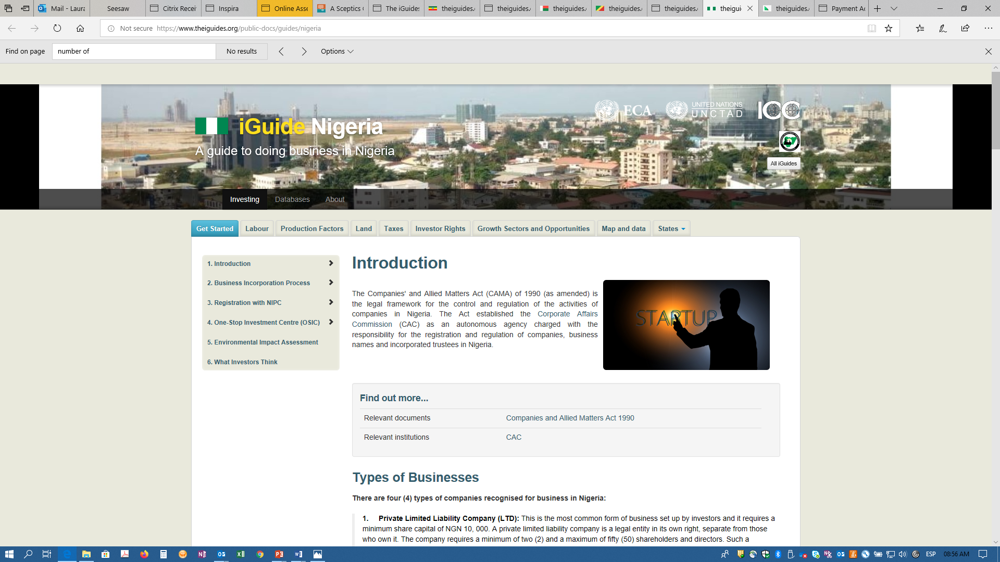 Mail - Laura
Seesaw
Citrix Recei
Inspira
Online Asse
A Sceptics
The iGuides
theiguides.
theiguides.
theiguides.
theiguides.
theiguides.
theigui
theiguides.
Payment Ac
Not secure https://www.theiguides.org/public-docs/guides/nigeria
Find on page
number of
No results
Options
ECA
UNITED NATIONS
UNCTAD
ICC
iGuide Nigeria
A guide to doing business in Nigeria
All iGuides
Investing
Databases
About
Get Started
Labour
Production Factors
Land
Taxes
Investor Rights
Growth Sectors and Opportunities
Map and data
States
1. Introduction
2. Business Incorporation Process
3. Registration with NIPC
4. One-Stop Investment Centre (OSIC)
5. Environmental Impact Assessment
6. What Investors Think
Introduction
The Companies' and Allied Matters Act (CAMA) of 1990 (as amended) is
the legal framework for the control and regulation of the activities of
companies in Nigeria. The Act established the Corporate Affairs
Commission (CAC) as an autonomous agency charged with the
responsibility for the registration and regulation of companies, business
names and incorporated trustees in Nigeria.
STARTUP
Find out more...
Relevant documents
Companies and Allied Matters Act 1990
Relevant institutions
CAC
Types of Businesses
There are four (4) types of companies recognised for business in Nigeria:
1. Private Limited Liability Company (LTD): This is the most common form of business set up by investors and it requires a
minimum share capital of NGN 10, 000. A private limited liability company is a legal entity in its own right, separate from those
who own it. The company requires a minimum of two (2) and a maximum of fifty (50) shareholders and directors. Such a
ESP
08:56 AM